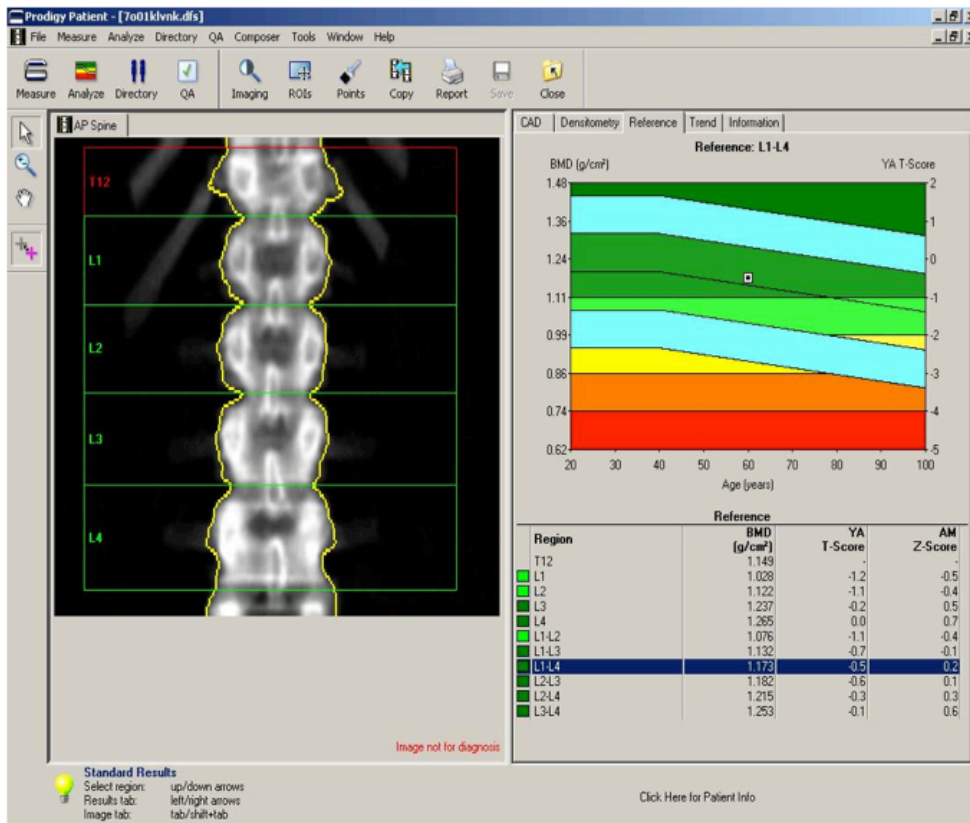 Prodigy Patient - [7o01klvnk.dfs]
File Measure Analyze Directory QA Composer Tools Window Help
Measure Analyze Directory QA Imaging ROIs Points Copy Report Save Close
AP Spine
T12
L1
L2
L3
L4
Image not for diagnosis
CAD Densitometry Reference Trend Information
Reference: L1-L4
BMD (g/cm²) YA T-Score
1.48 2
1.36 1
1.24 0
1.11 -1
0.99 -2
0.86 -3
0.74 -4
0.62 -5
20 30 40 50 60 70 80 90 100
Age (years)
Reference
Region BMD (g/cm²) YA T-Score AM Z-Score
T12 1.149 - -
L1 1.028 -1.2 -0.5
L2 1.122 -1.1 -0.4
L3 1.237 -0.2 0.5
L4 1.265 0.0 0.7
L1-L2 1.076 -1.1 -0.4
L1-L3 1.132 -0.7 -0.1
L1-L4 1.173 -0.5 0.2
L2-L3 1.182 -0.6 0.1
L2-L4 1.215 -0.3 0.3
L3-L4 1.253 -0.1 0.6
Standard Results
Select region: up/down arrows
Results tab: left/right arrows
Image tab: tab/shift+tab
Click Here for Patient Info